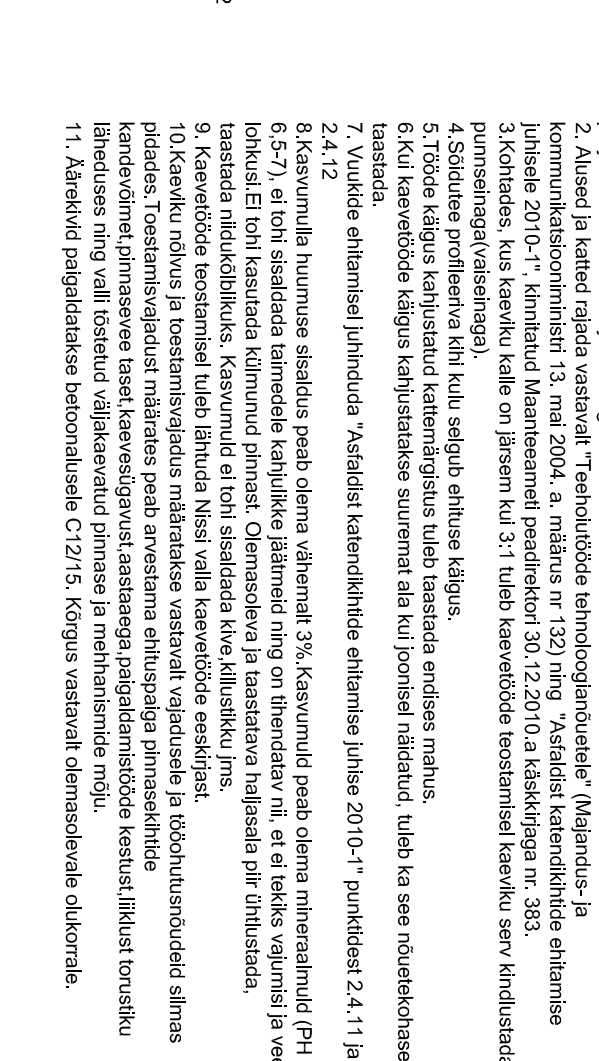 2. Alused ja katted rajada vastavalt "Teehoiutööde tehnoloogianõuetele" (Majandus- ja
kommunikatsiooniministri 13. mai 2004. a. määrus nr 132) ning "Asfaldist katendikihtide ehitamise
juhisele 2010-1", kinnitatud Maanteeameti peadirektori 30.12.2010.a käskkirjaga nr. 383.
3.Kohtades, kus kaeviku kalle on järsem kui 3:1 tuleb kaevetööde teostamisel kaeviku serv kindlustada
punnseinaga(vaiseinaga).
4.Sõidutee profileeriva kihi kulu selgub ehituse käigus.
5.Tööde käigus kahjustatud kattemärgistus tuleb taastada endises mahus.
6.Kui kaevetööde käigus kahjustatakse suuremat ala kui joonisel näidatud, tuleb ka see nõuetekohase
taastada.
7. Vuukide ehitamisel juhinduda "Asfaldist katendikihtide ehitamise juhise 2010-1" punktidest 2.4.11 ja
2.4.12
8.Kasvumulla huumuse sisaldus peab olema vähemalt 3%.Kasvumuld peab olema mineraalmuld (PH
6,5-7), ei tohi sisaldada taimedele kahjulikke jäätmeid ning on tihendatav nii, et ei tekiks vajumisi ja
lohkusi.Ei tohi kasutada külmunud pinnast. Olemasoleva ja taastatava haljasala piir ühtlustada,
taastada niidukõlblikuks. Kasvumuld ei tohi sisaldada kive,killustikku jms.
9. Kaevetööde teostamisel tuleb lähtuda Nissi valla kaevetööde eeskirjast.
10.Kaeviku nõlvus ja toestamisvajadus määratakse vastavalt vajadusele ja tööohutusnõudeid silmas
pidades.Toestamisvajadust määrates peab arvestama ehituspaiga pinnasekihtide
kandevõimet,pinnasevee taset,kaevesügavust,aastaaega,paigaldamistööde kestust,liiklust torustiku
läheduses ning valli tõstetud väljakaevatud pinnase ja mehhanismide mõju.
11. Äärekivid paigaldatakse betoonalusele C12/15. Kõrgus vastavalt olemasolevale olukorrale.